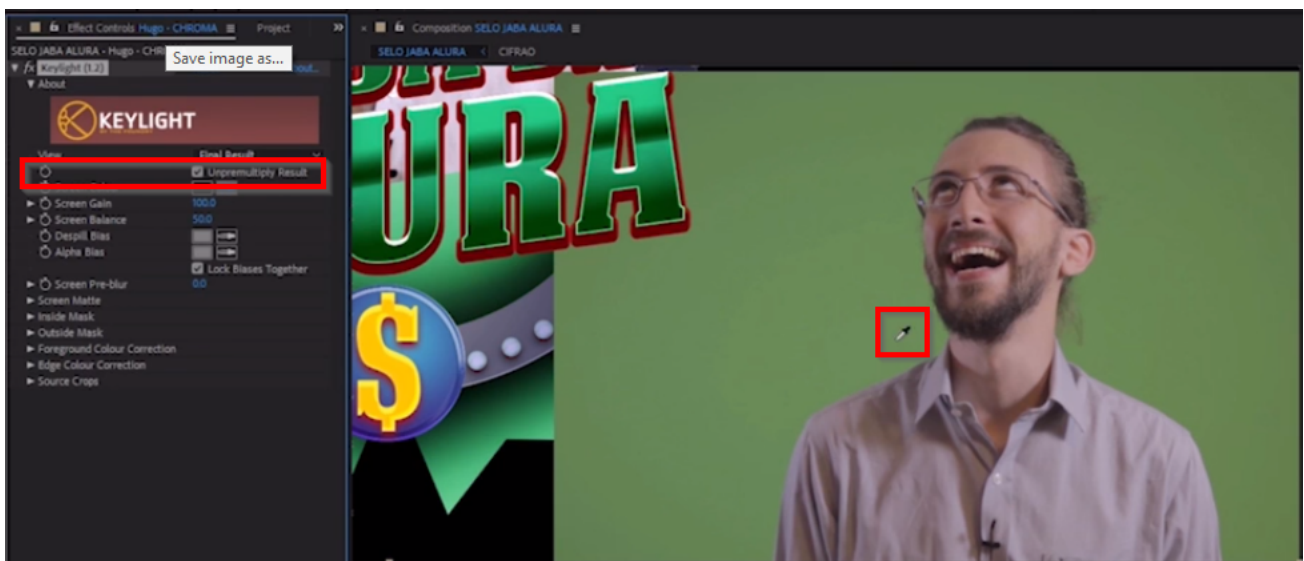 Effect Controls Hugo - CHROMA
Project
SELO JABA ALURA - Hugo - CHR
Save image as...
fx Keylight (1.2)
About
KEYLIGHT
View
Final Result
Unpremultiply Result
Screen Gain
100.0
Screen Balance
50.0
Despill Bias
Alpha Bias
Lock Biases Together
Screen Pre-blur
0.0
Screen Matte
Inside Mask
Outside Mask
Foreground Colour Correction
Edge Colour Correction
Source Crops
Composition SELO JABA ALURA
SELO JABA ALURA
CIFRAO
URA
$